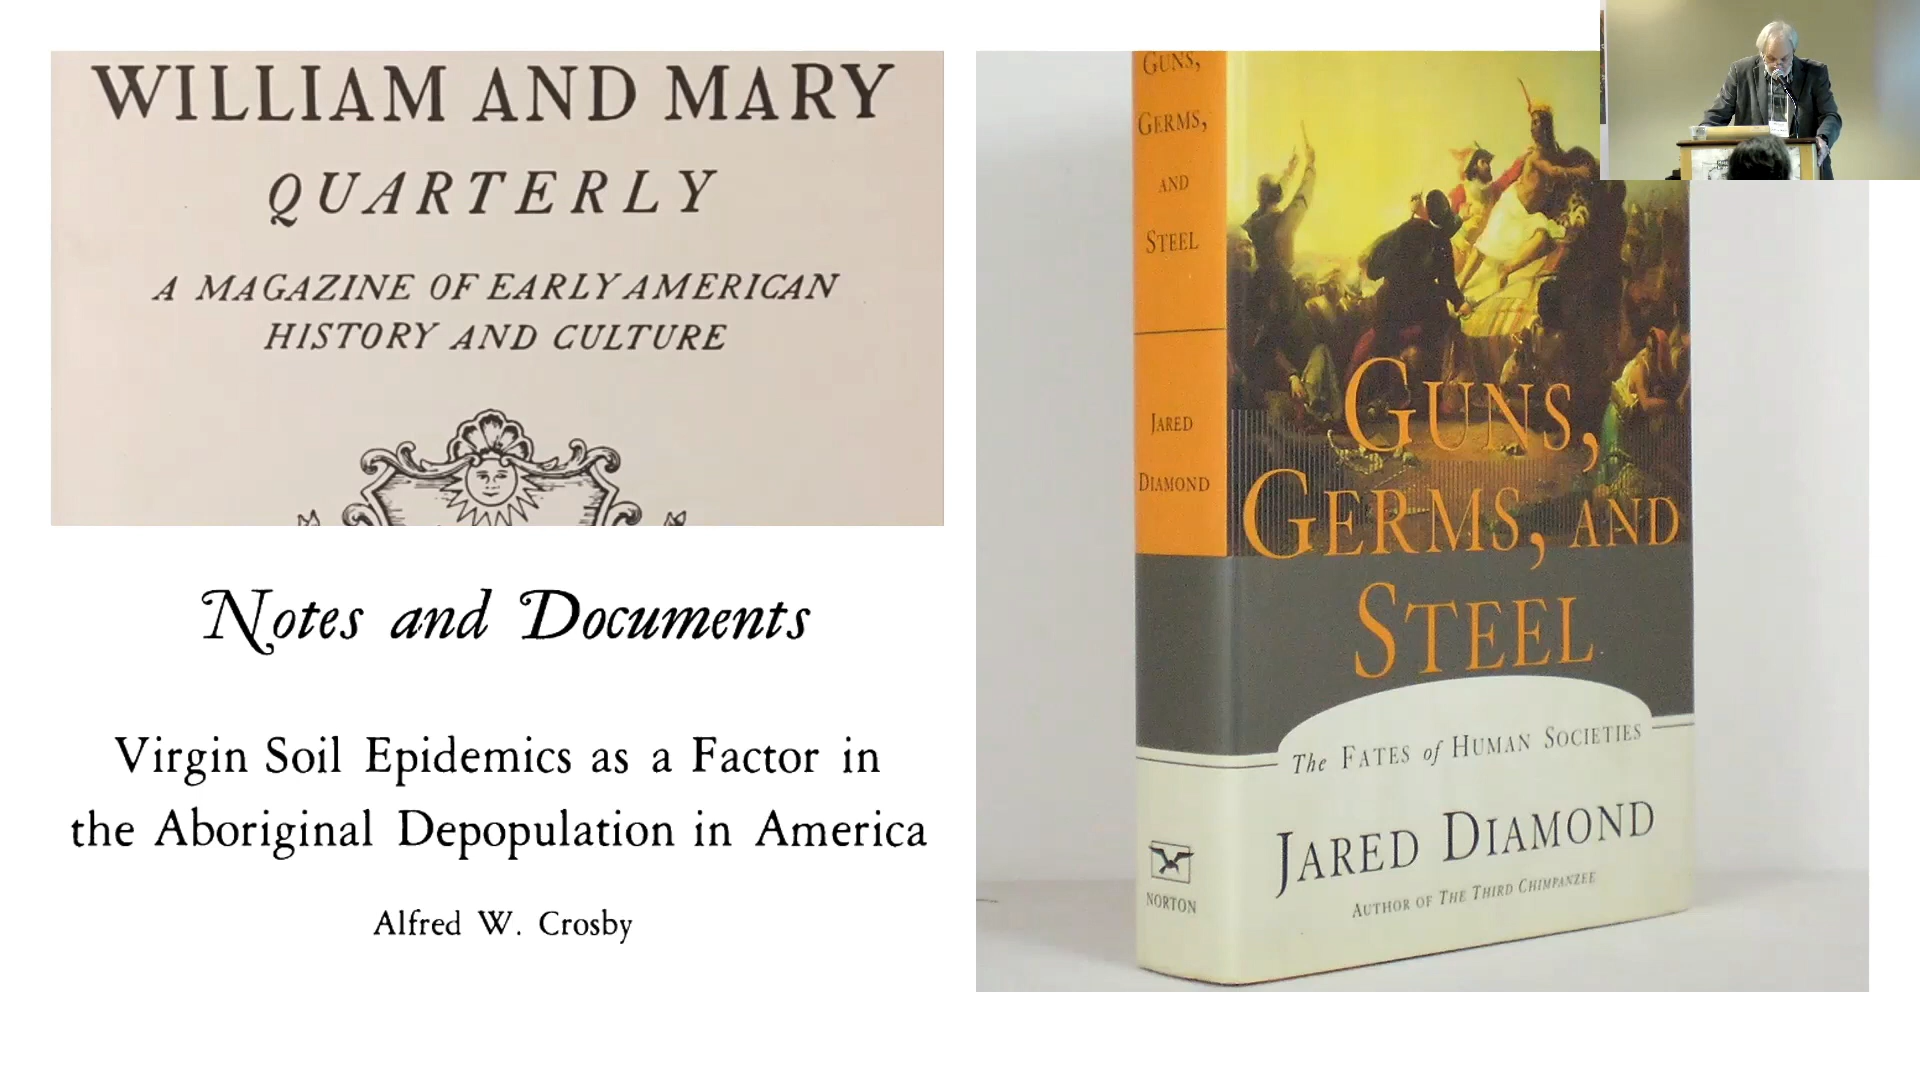 WILLIAM AND MARY
QUARTERLY
A MAGAZINE OF EARLY AMERICAN
HISTORY AND CULTURE
Notes and Documents
Virgin Soil Epidemics as a Factor in
the Aboriginal Depopulation in America
Alfred W. Crosby
GUNS,
GERMS,
AND
STEEL
JARED
DIAMOND
NORTON
GUNS,
GERMS, AND
STEEL
The FATES of HUMAN SOCIETIES
JARED DIAMOND
AUTHOR OF THE THIRD CHIMPANZEE